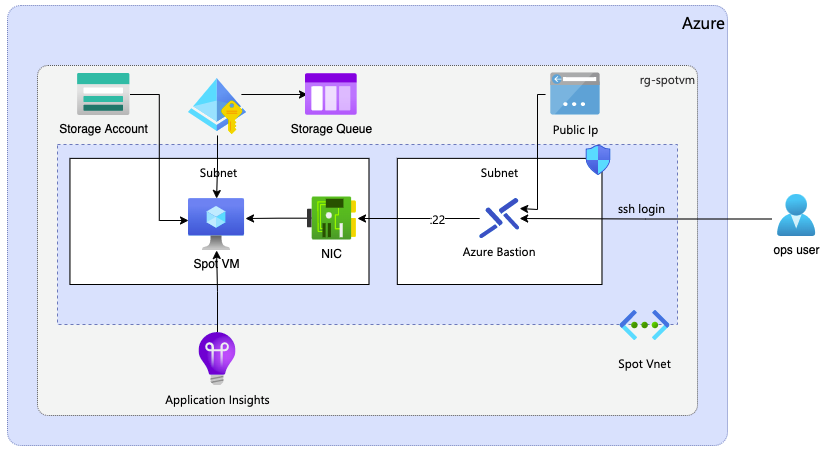 Azure
rg-spotvm
Storage Account
Storage Queue
Public Ip
Subnet
Subnet
ssh login
.22
Spot VM
NIC
Azure Bastion
ops user
Spot Vnet
Application Insights